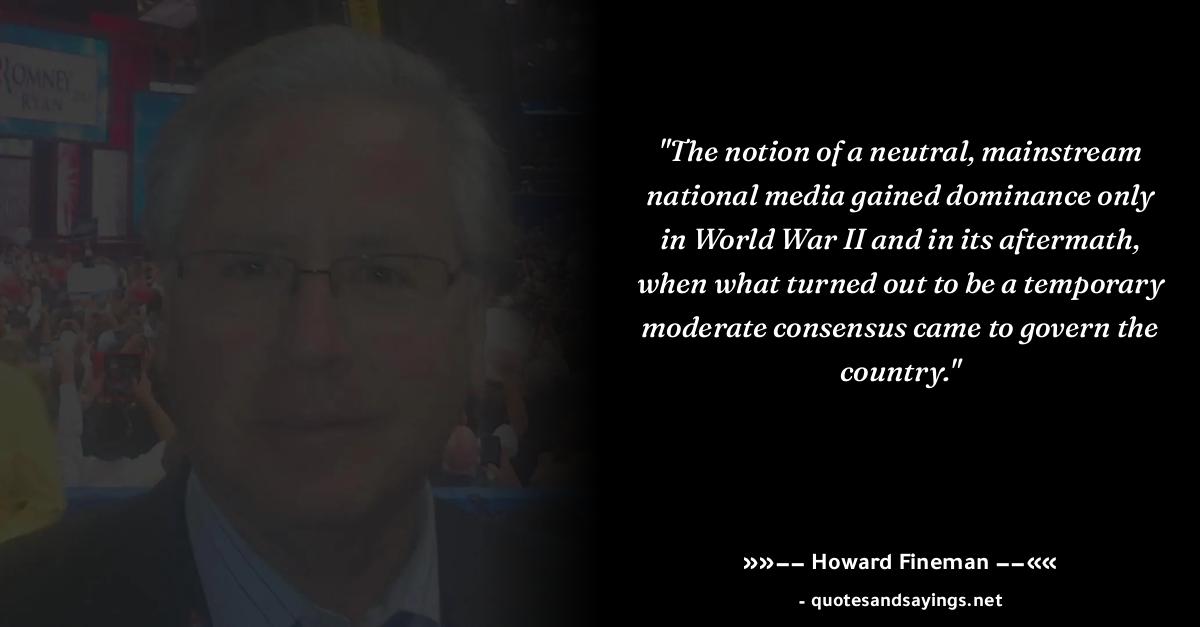 ROMNEY
RYAN
"The notion of a neutral, mainstream
national media gained dominance only
in World War II and in its aftermath,
when what turned out to be a temporary
moderate consensus came to govern the
country."
»»−− Howard Fineman −−««
- quotesandsayings.net